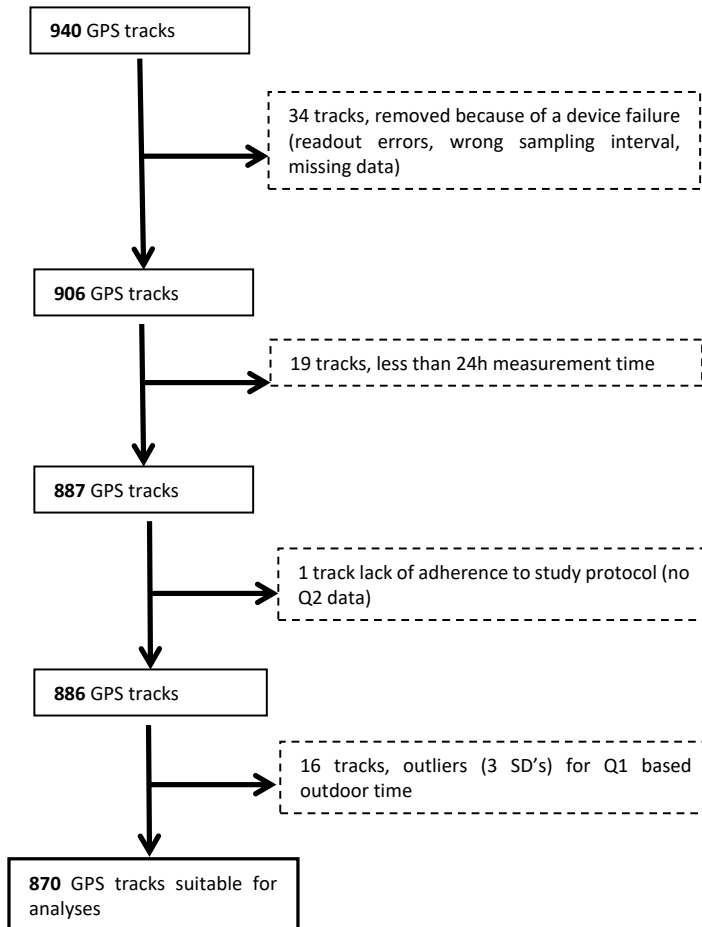 940 GPS tracks
34 tracks, removed because of a device failure
(readout errors, wrong sampling interval,
missing data)
906 GPS tracks
19 tracks, less than 24h measurement time
887 GPS tracks
1 track lack of adherence to study protocol (no
Q2 data)
886 GPS tracks
16 tracks, outliers (3 SD’s) for Q1 based
outdoor time
870 GPS tracks suitable for
analyses